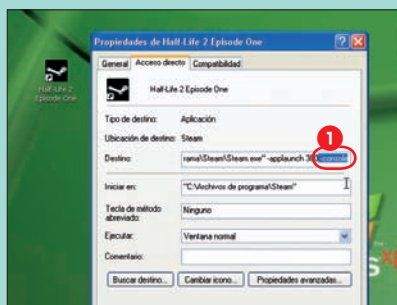 Half-Life 2
Episode One
Propiedades de Half-Life 2 Episode One
General Acceso directo Compatibilidad
Half-Life 2 Episode One
Tipo de destino: Aplicación
Ubicación de destino: Steam
1
Destino: rama\Steam\Steam.exe" -applaunch 380 -console
Iniciar en: "C:\Archivos de programa\Steam"
Tecla de método abreviado: Ninguno
Ejecutar: Ventana normal
Comentario:
Buscar destino... Cambiar icono... Propiedades avanzadas...
xp